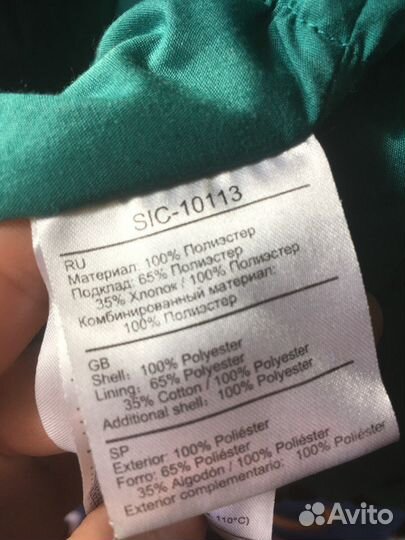 SIC-10113
RU
Материал: 100% Полиэстер
Подклад: 65% Полиэстер
35% Хлопок / 100% Полиэстер
Комбинированный материал:
100% Полиэстер
GB
Shell: 100% Polyester
Lining: 65% Polyester
35% Cotton / 100% Polyester
Additional shell: 100% Polyester
SP
Exterior: 100% Poliéster
Forro: 65% Poliéster
35% Algodón / 100% Poliéster
Exterior complementario: 100% Poliéster
110°C)
Avito